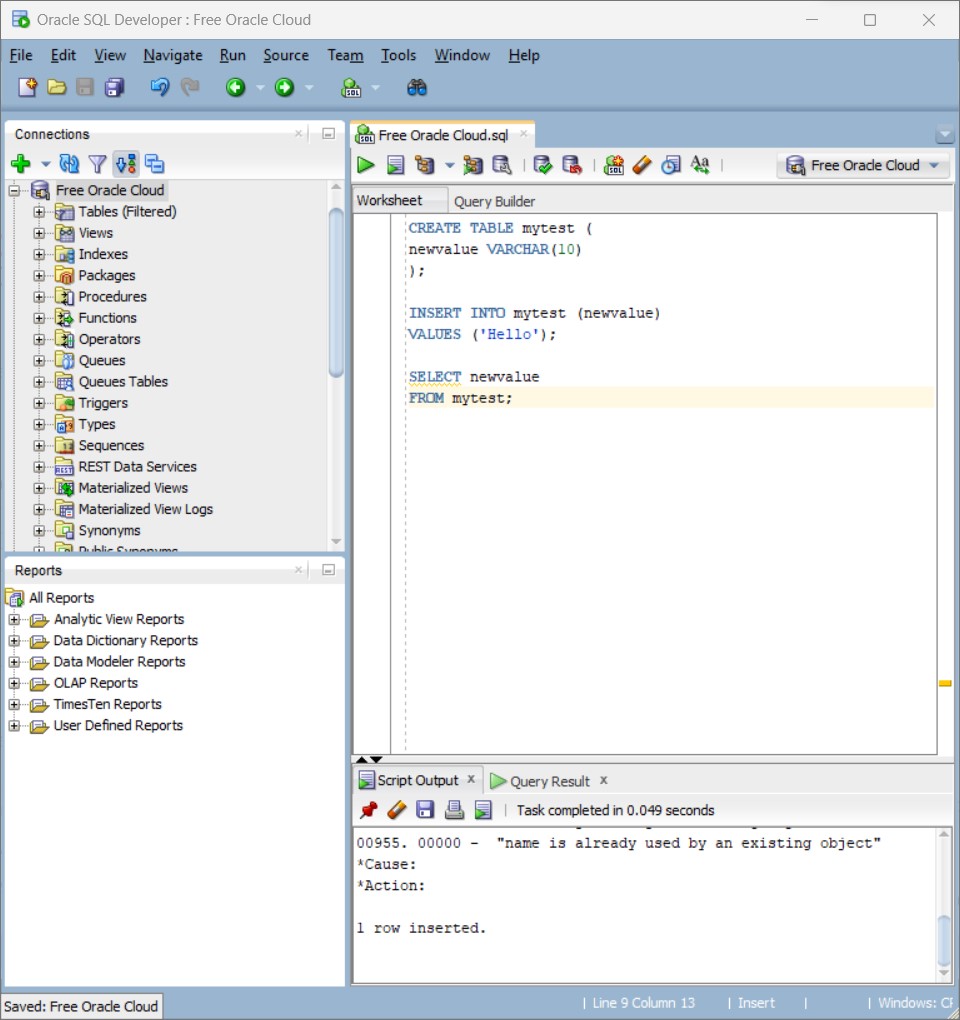 Oracle SQL Developer : Free Oracle Cloud
File Edit View Navigate Run Source Team Tools Window Help
Connections
Free Oracle Cloud
Tables (Filtered)
Views
Indexes
Packages
Procedures
Functions
Operators
Queues
Queues Tables
Triggers
Types
Sequences
REST Data Services
Materialized Views
Materialized View Logs
Synonyms
Public Synonyms
Reports
All Reports
Analytic View Reports
Data Dictionary Reports
Data Modeler Reports
OLAP Reports
TimesTen Reports
User Defined Reports
Free Oracle Cloud.sql
Free Oracle Cloud
Worksheet Query Builder
CREATE TABLE mytest (
newvalue VARCHAR(10)
);
INSERT INTO mytest (newvalue)
VALUES ('Hello');
SELECT newvalue
FROM mytest;
Script Output Query Result
Task completed in 0.049 seconds
00955. 00000 - "name is already used by an existing object"
*Cause:
*Action:
1 row inserted.
Saved: Free Oracle Cloud
Line 9 Column 13 Insert Windows: